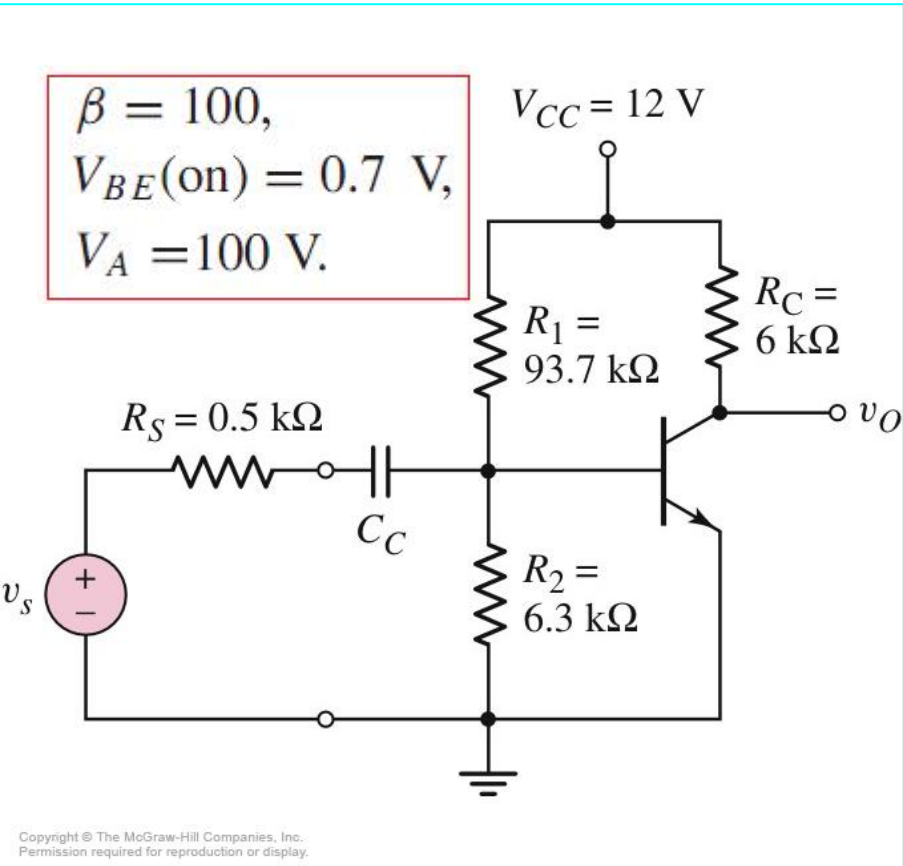 β = 100,
V_BE(on) = 0.7 V,
V_A =100 V.
V_CC = 12 V
R_1 =
93.7 kΩ
R_C =
6 kΩ
R_S = 0.5 kΩ
v_O
C_C
R_2 =
6.3 kΩ
v_s
+
−
Copyright © The McGraw-Hill Companies, Inc.
Permission required for reproduction or display.